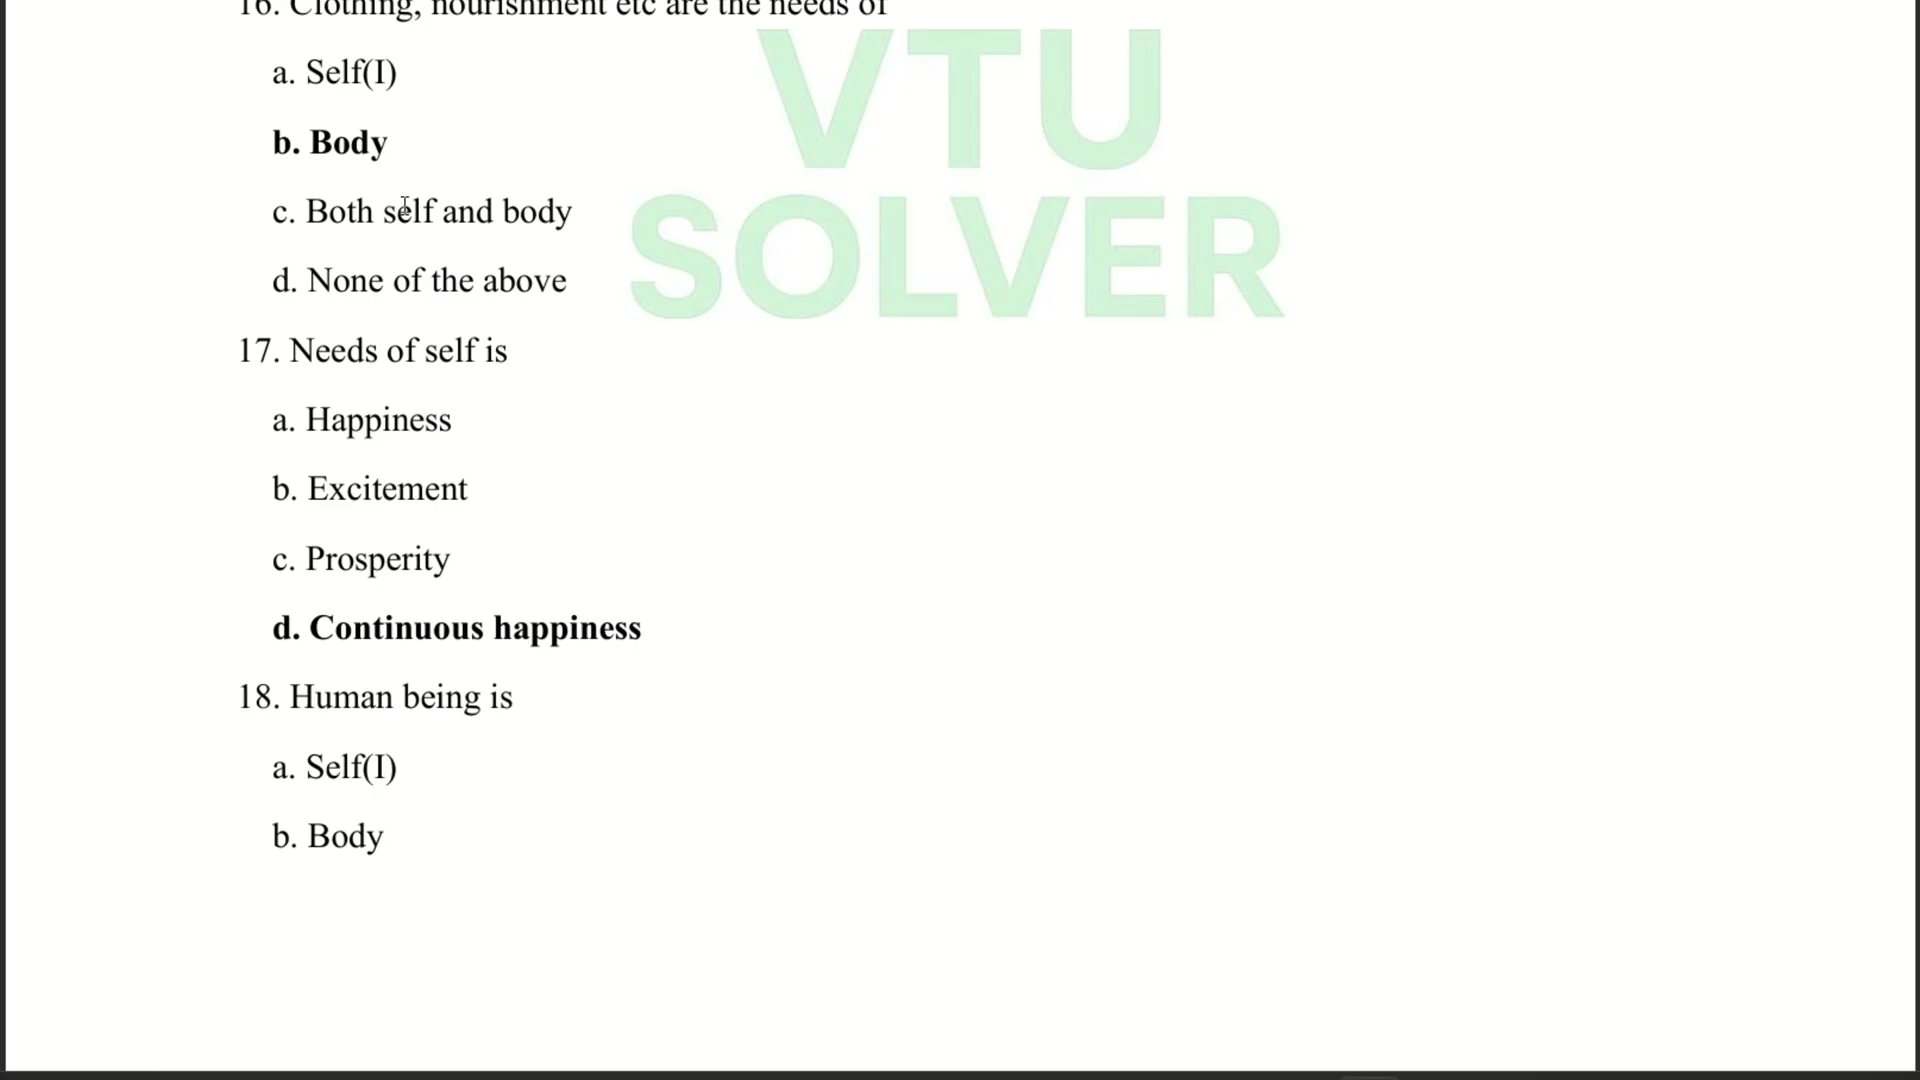 16. Clothing, nourishment etc are the needs of
a. Self(I)
b. Body
c. Both self and body
d. None of the above
17. Needs of self is
a. Happiness
b. Excitement
c. Prosperity
d. Continuous happiness
18. Human being is
a. Self(I)
b. Body
VTU
SOLVER